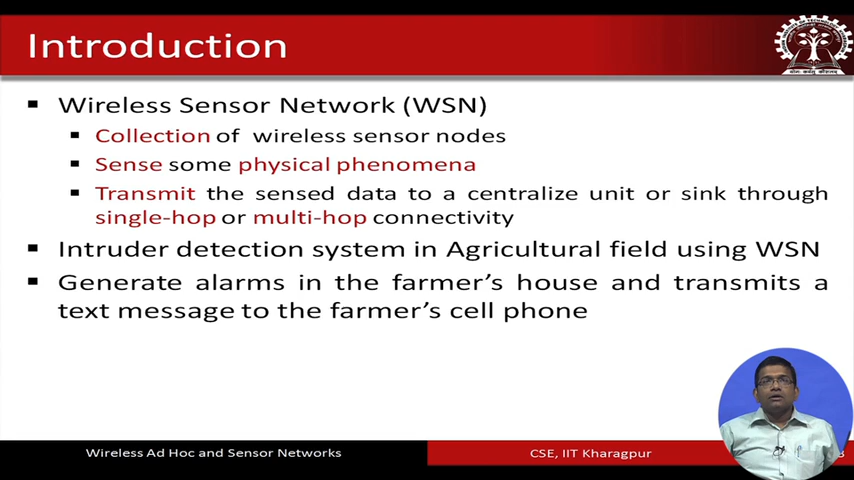 Introduction
Wireless Sensor Network (WSN)
Collection of wireless sensor nodes
Sense some physical phenomena
Transmit the sensed data to a centralize unit or sink through
single-hop or multi-hop connectivity
Intruder detection system in Agricultural field using WSN
Generate alarms in the farmer's house and transmits a
text message to the farmer's cell phone
Wireless Ad Hoc and Sensor Networks
CSE, IIT Kharagpur